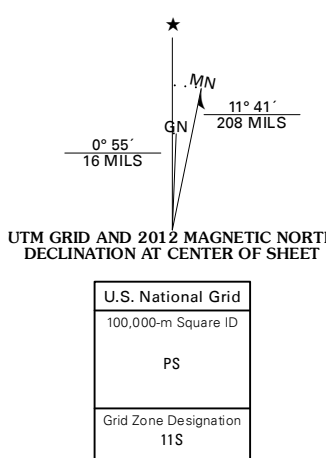 ★
MN
GN
11° 41´
208 MILS
0° 55´
16 MILS
UTM GRID AND 2012 MAGNETIC NORTH
DECLINATION AT CENTER OF SHEET
U.S. National Grid
100,000-m Square ID
PS
Grid Zone Designation
11S